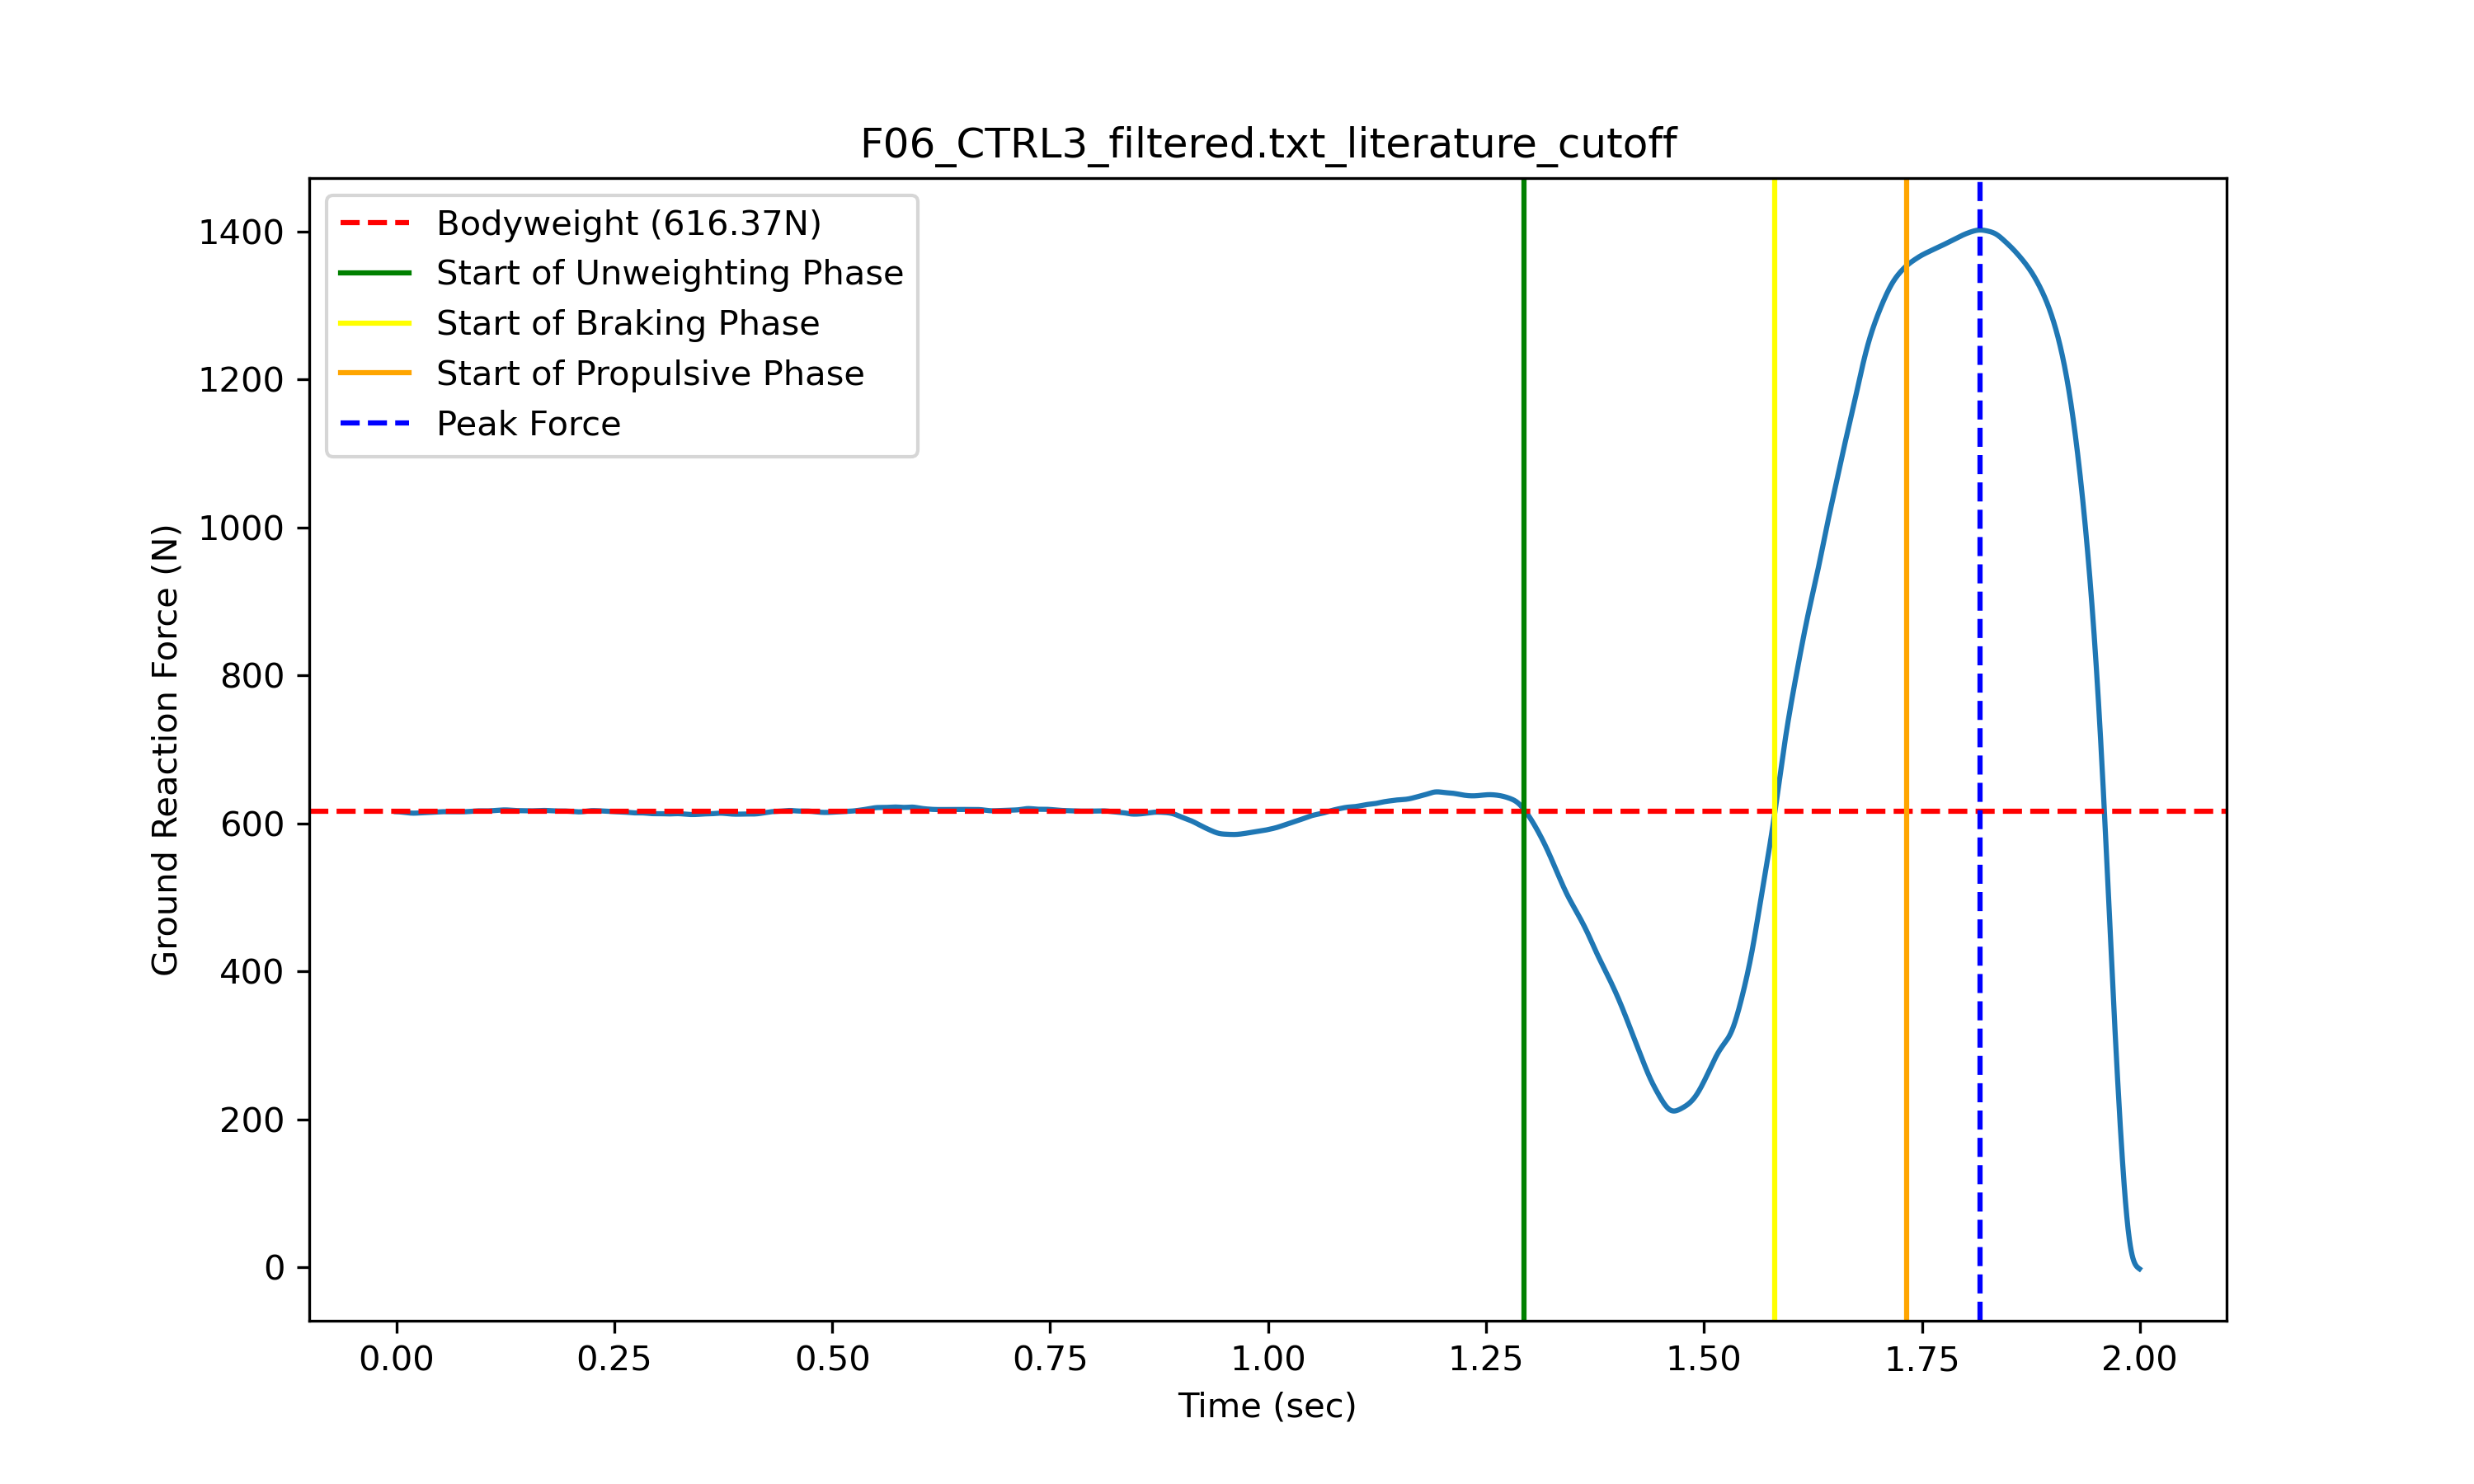 F06_CTRL3_filtered.txt_literature_cutoff
Bodyweight (616.37N)
Start of Unweighting Phase
Start of Braking Phase
Start of Propulsive Phase
Peak Force
Ground Reaction Force (N)
1400
1200
1000
800
600
400
200
0
0.00 0.25 0.50 0.75 1.00 1.25 1.50 1.75 2.00
Time (sec)